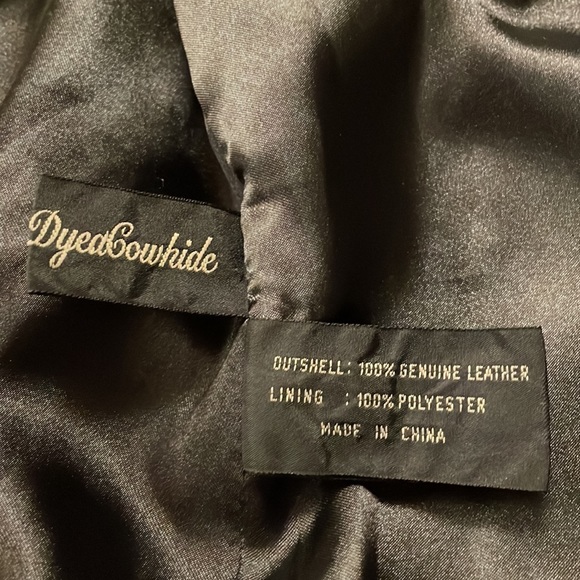 DyedCowhide
OUTSHELL: 100% GENUINE LEATHER
LINING : 100% POLYESTER
MADE IN CHINA